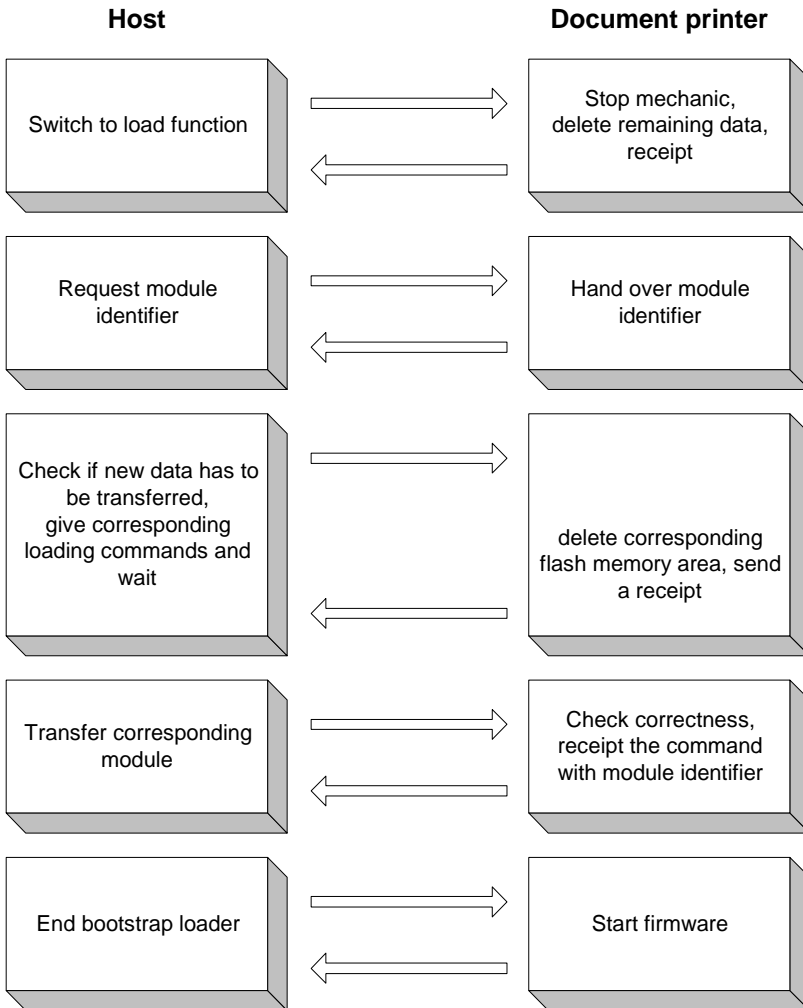 Host
Document printer
Switch to load function
Stop mechanic,
delete remaining data,
receipt
Request module
identifier
Hand over module
identifier
Check if new data has to
be transferred,
give corresponding
loading commands and
wait
delete corresponding
flash memory area, send
a receipt
Transfer corresponding
module
Check correctness,
receipt the command
with module identifier
End bootstrap loader
Start firmware